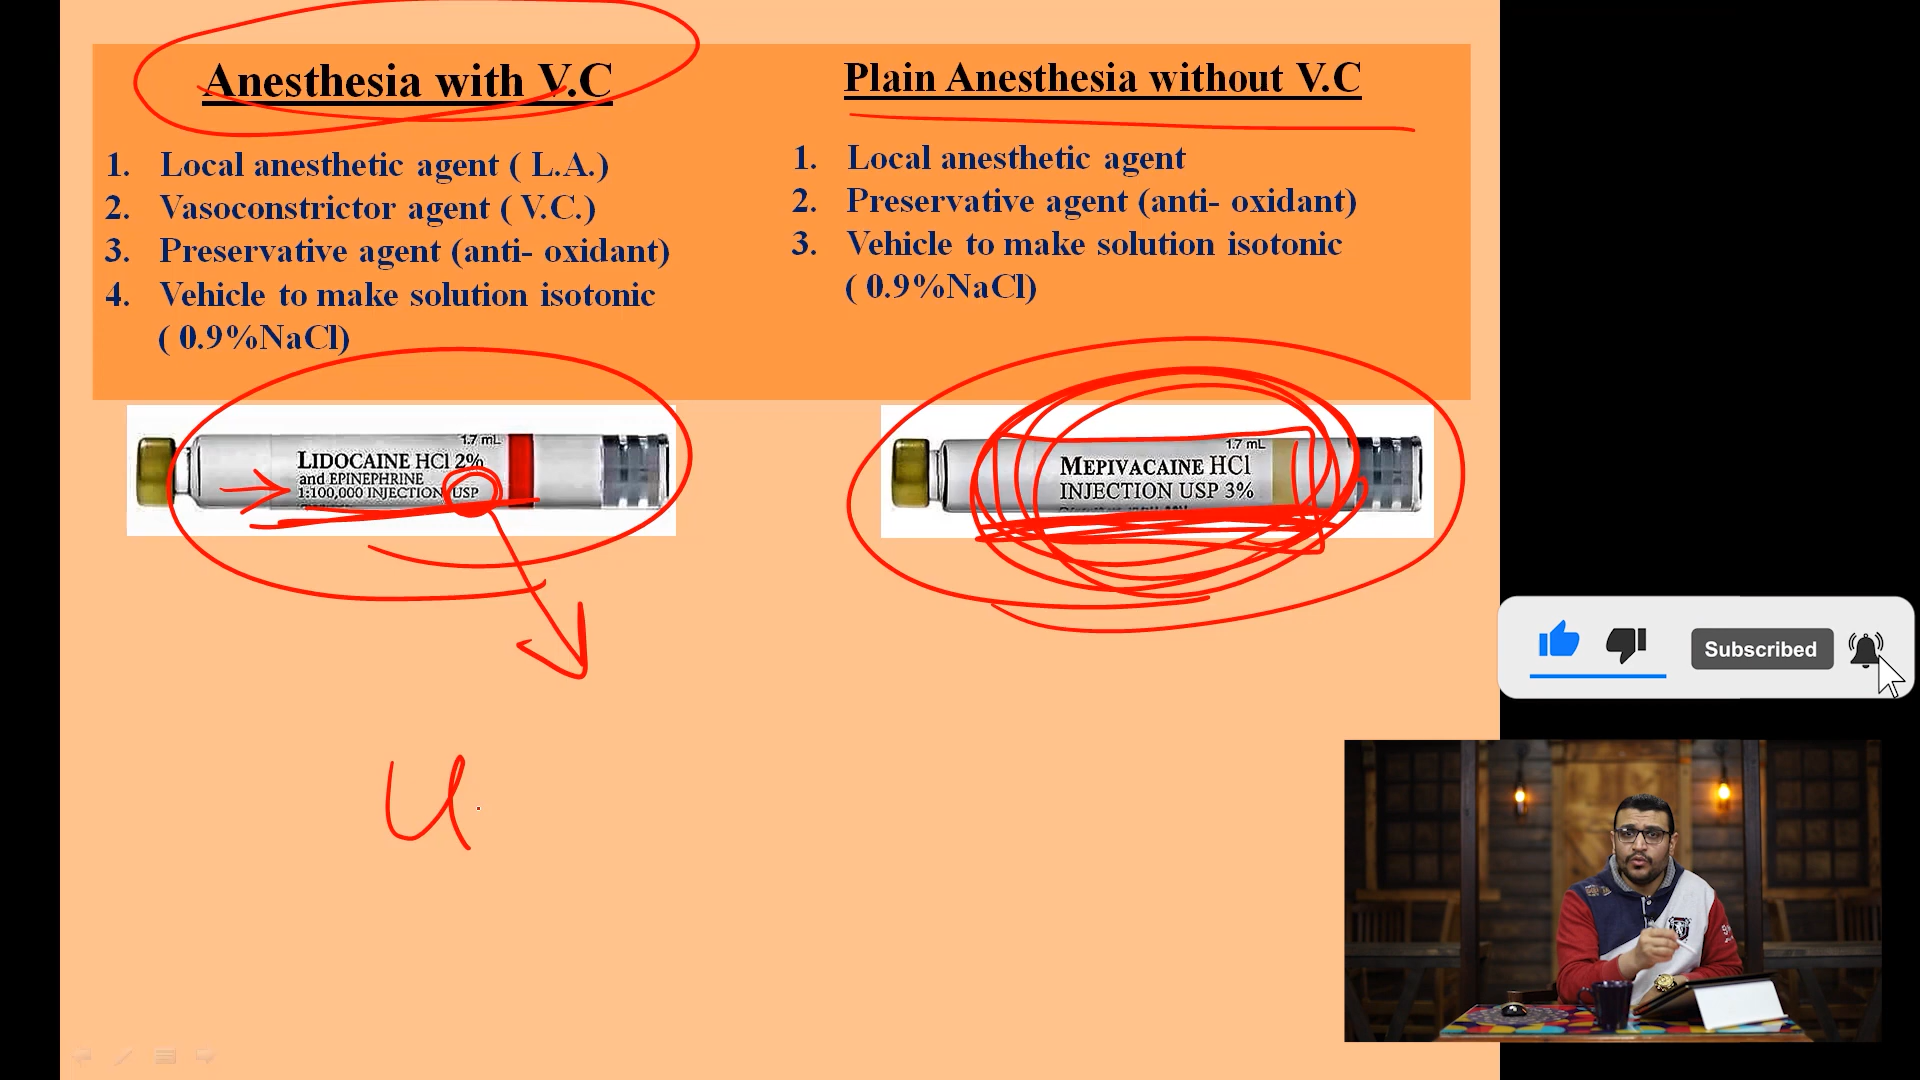 Anesthesia with V.C
1. Local anesthetic agent ( L.A.)
2. Vasoconstrictor agent ( V.C.)
3. Preservative agent (anti- oxidant)
4. Vehicle to make solution isotonic
( 0.9%NaCl)
Plain Anesthesia without V.C
1. Local anesthetic agent
2. Preservative agent (anti- oxidant)
3. Vehicle to make solution isotonic
( 0.9%NaCl)
1.7 mL
LIDOCAINE HCl 2%
and EPINEPHRINE
1:100,000 INJECTION USP
1.7 mL
MEPIVACAINE HCl
INJECTION USP 3%
Subscribed